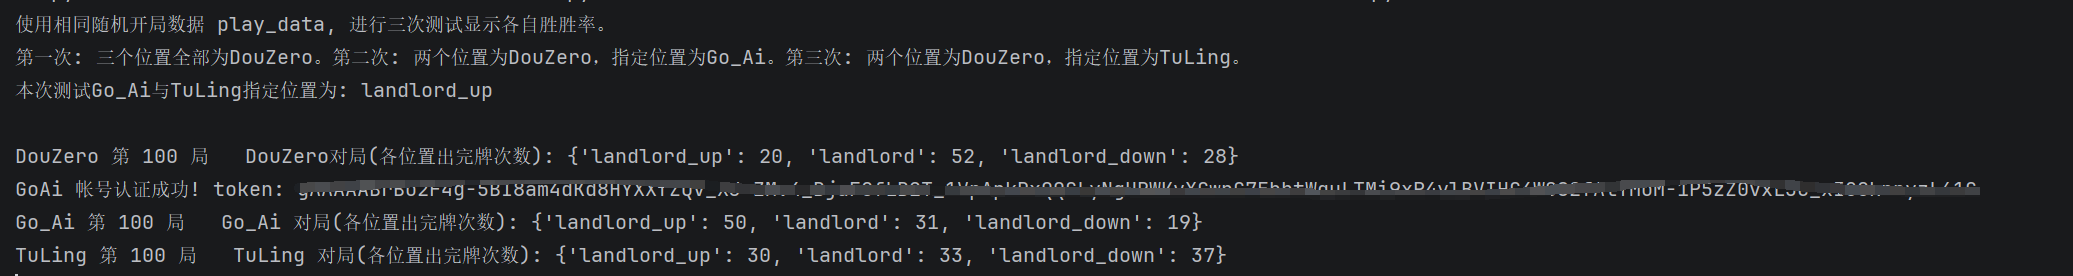 使用相同随机开局数据 play_data, 进行三次测试显示各自胜胜率。
第一次: 三个位置全部为DouZero。第二次: 两个位置为DouZero，指定位置为Go_Ai。第三次: 两个位置为DouZero，指定位置为TuLing。
本次测试Go_Ai与TuLing指定位置为: landlord_up
DouZero 第 100 局 DouZero对局(各位置出完牌次数): {'landlord_up': 20, 'landlord': 52, 'landlord_down': 28}
GoAi 帐号认证成功! token:
Go_Ai 第 100 局 Go_Ai 对局(各位置出完牌次数): {'landlord_up': 50, 'landlord': 31, 'landlord_down': 19}
TuLing 第 100 局 TuLing 对局(各位置出完牌次数): {'landlord_up': 30, 'landlord': 33, 'landlord_down': 37}